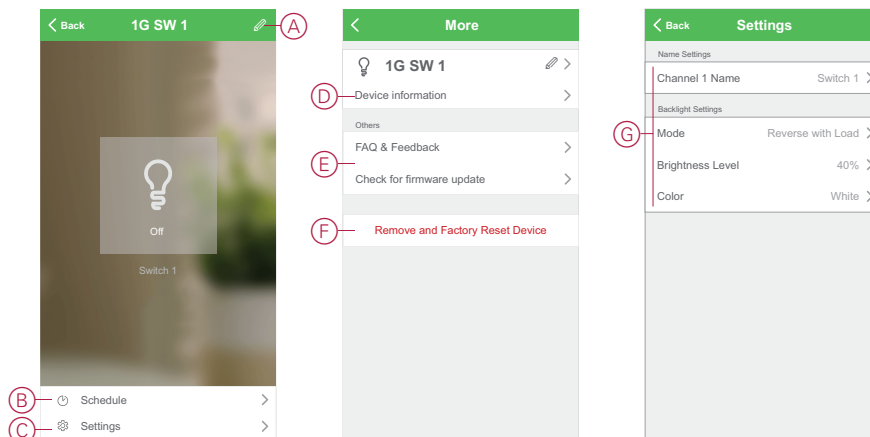 Back 1G SW 1
A
Off
Switch 1
B
Schedule
C
Settings
More
1G SW 1
D
Device information
Others
E
FAQ & Feedback
Check for firmware update
F
Remove and Factory Reset Device
Back Settings
Name Settings
Channel 1 Name Switch 1
Backlight Settings
G
Mode Reverse with Load
Brightness Level 40%
Color White